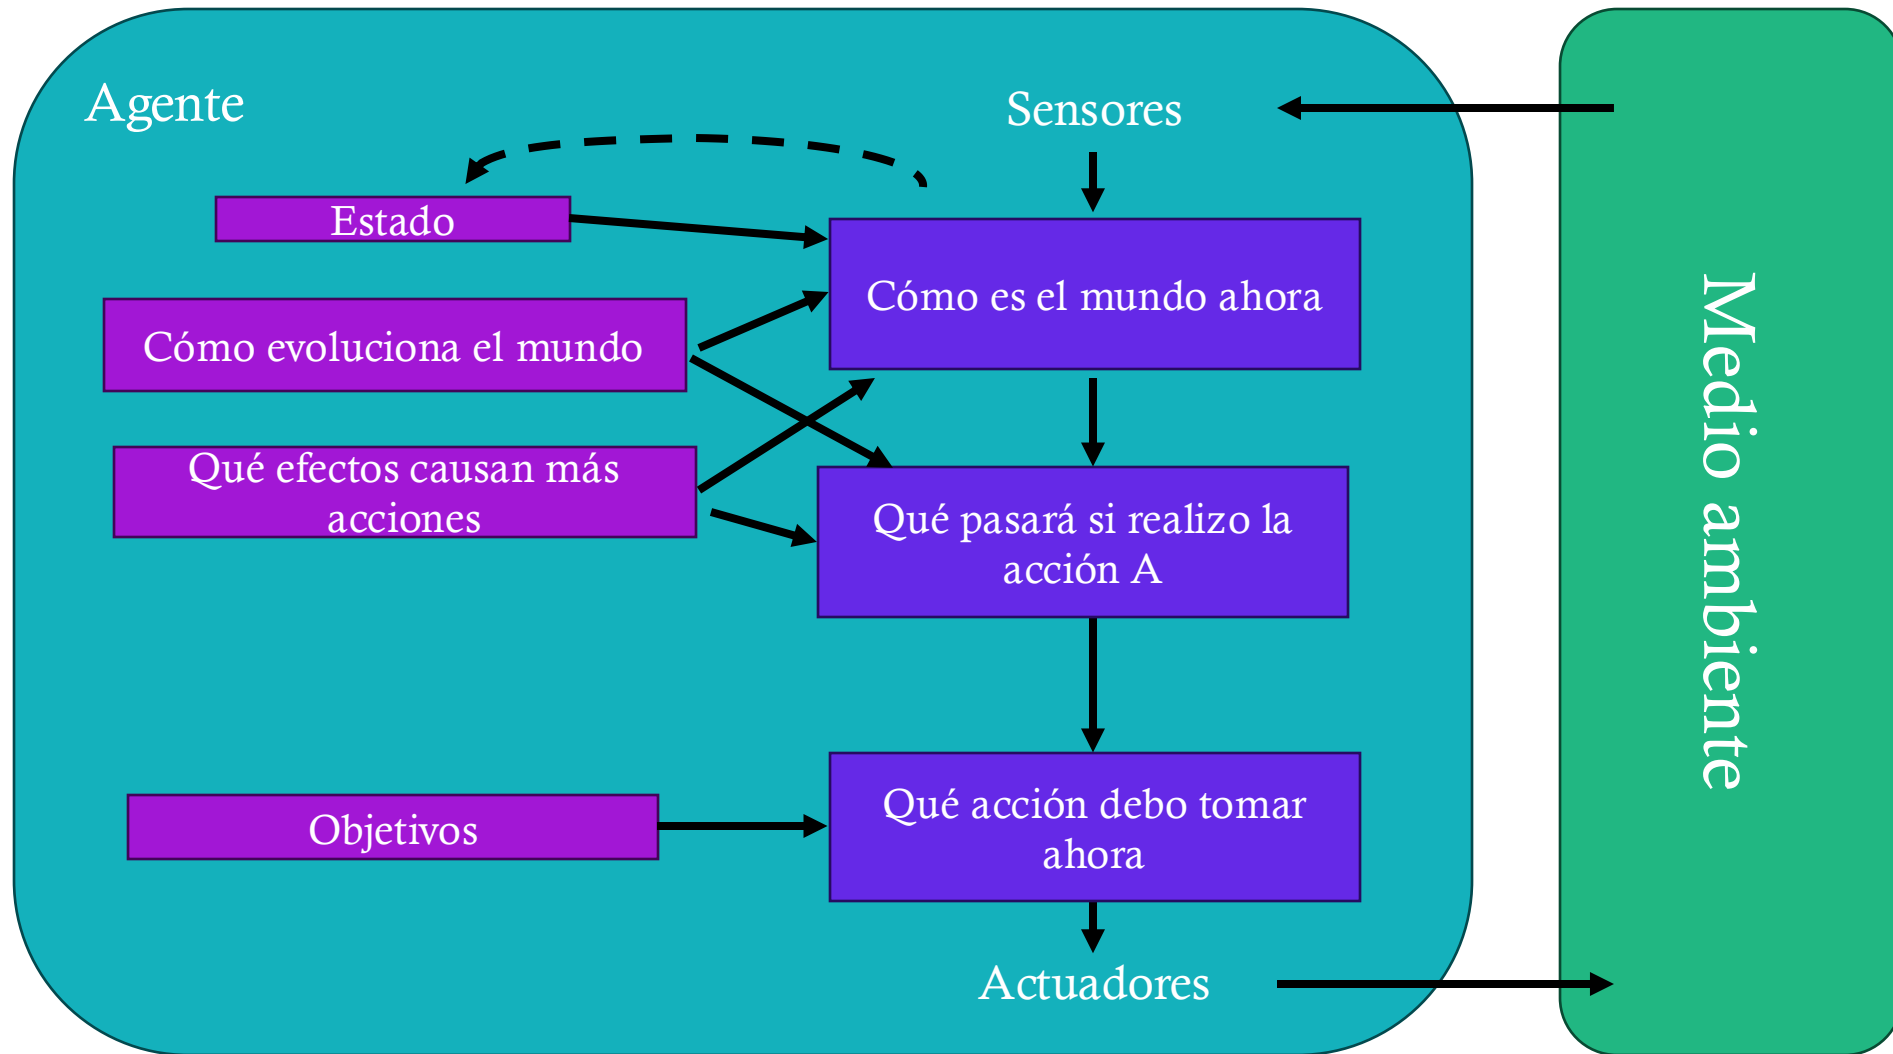 Agente
Sensores
Estado
Cómo es el mundo ahora
Cómo evoluciona el mundo
Qué efectos causan más
acciones
Qué pasará si realizo la
acción A
Objetivos
Qué acción debo tomar
ahora
Actuadores
Medio ambiente